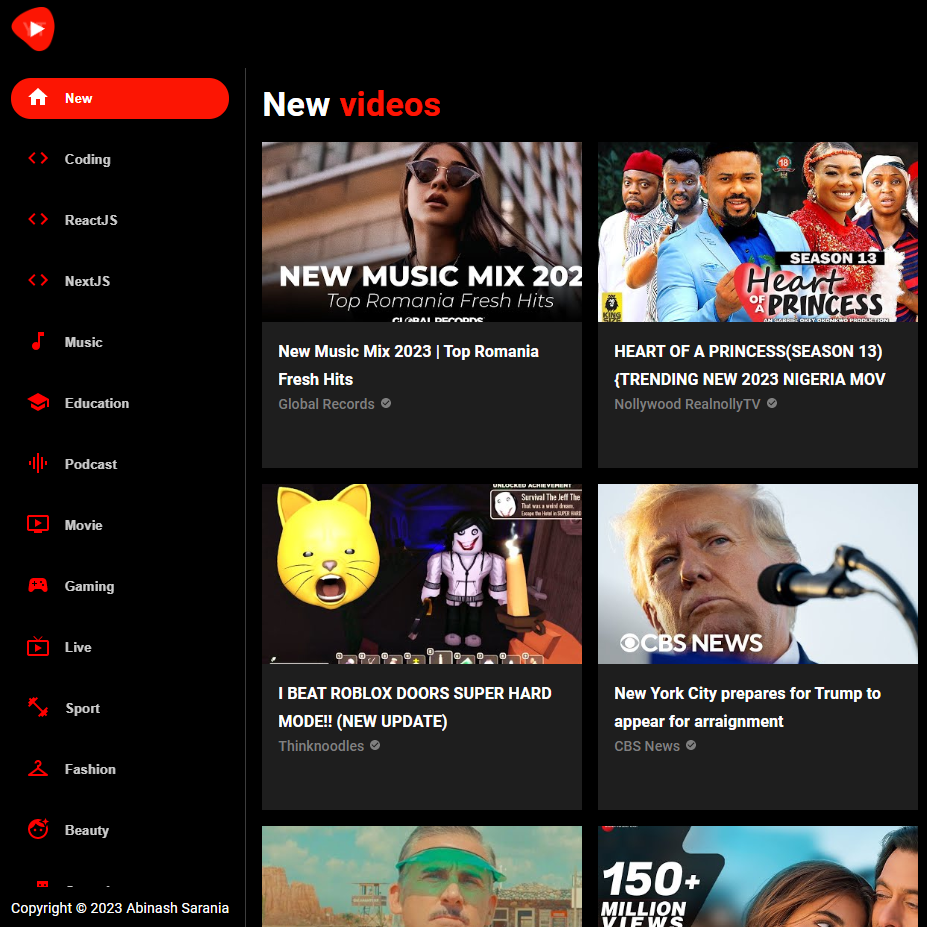 New
Coding
ReactJS
NextJS
Music
Education
Podcast
Movie
Gaming
Live
Sport
Fashion
Beauty
Copyright © 2023 Abinash Sarania
New videos
NEW MUSIC MIX 202
Top Romania Fresh Hits
GLOBAL RECORDS
New Music Mix 2023 | Top Romania
Fresh Hits
Global Records
18
SEASON 13
Heart
OF A
PRINCESS
KING SIZE
HEART OF A PRINCESS(SEASON 13)
{TRENDING NEW 2023 NIGERIA MOV
Nollywood RealnollyTV
UNLOCKED ACHIEVEMENT
Survival The Jeff The
That was a weird dream.
Escape the Hotel in SUPER HARD
I BEAT ROBLOX DOORS SUPER HARD
MODE!! (NEW UPDATE)
Thinknoodles
CBS NEWS
New York City prepares for Trump to
appear for arraignment
CBS News
150+
MILLION
VIEWS